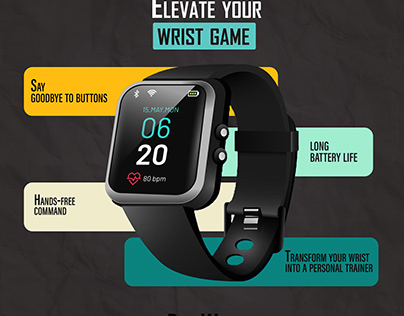 Elevate your
wrist game
Say
goodbye to buttons
15,MAY,MON
06
20
80 bpm
Long
battery life
Hands-free
command
Transform your wrist
into a personal trainer